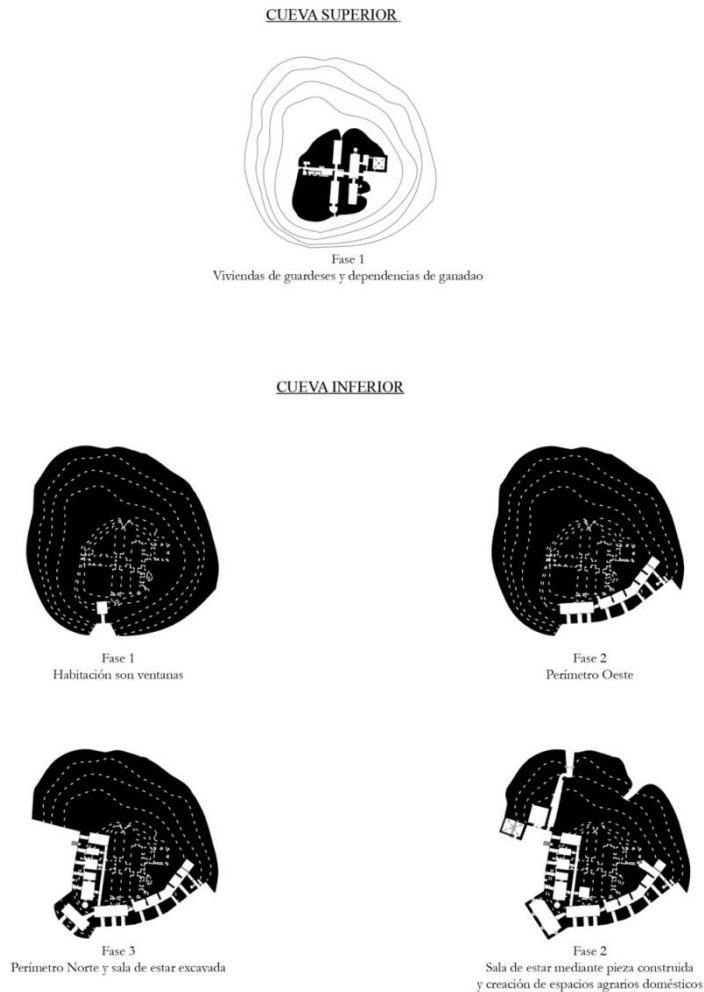 CUEVA SUPERIOR
Fase 1
Viviendas de guardeses y dependencias de ganadao
CUEVA INFERIOR
Fase 1
Habitación son ventanas
Fase 2
Perímetro Oeste
Fase 3
Perímetro Norte y sala de estar excavada
Fase 2
Sala de estar mediante pieza construida
y creación de espacios agrarios domésticos